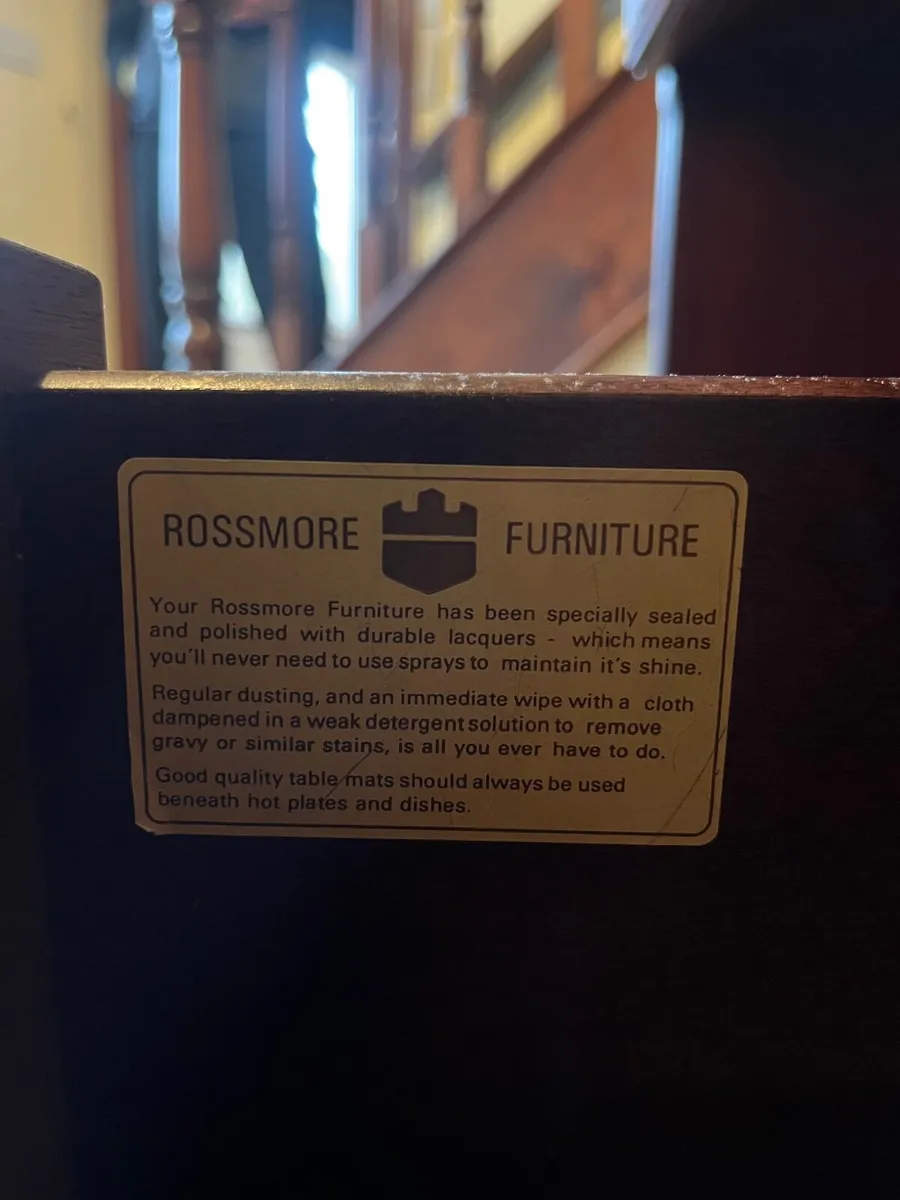 ROSSMORE FURNITURE
Your Rossmore Furniture has been specially sealed
and polished with durable lacquers - which means
you'll never need to use sprays to maintain it's shine.
Regular dusting, and an immediate wipe with a cloth
dampened in a weak detergent solution to remove
gravy or similar stains, is all you ever have to do.
Good quality table mats should always be used
beneath hot plates and dishes.